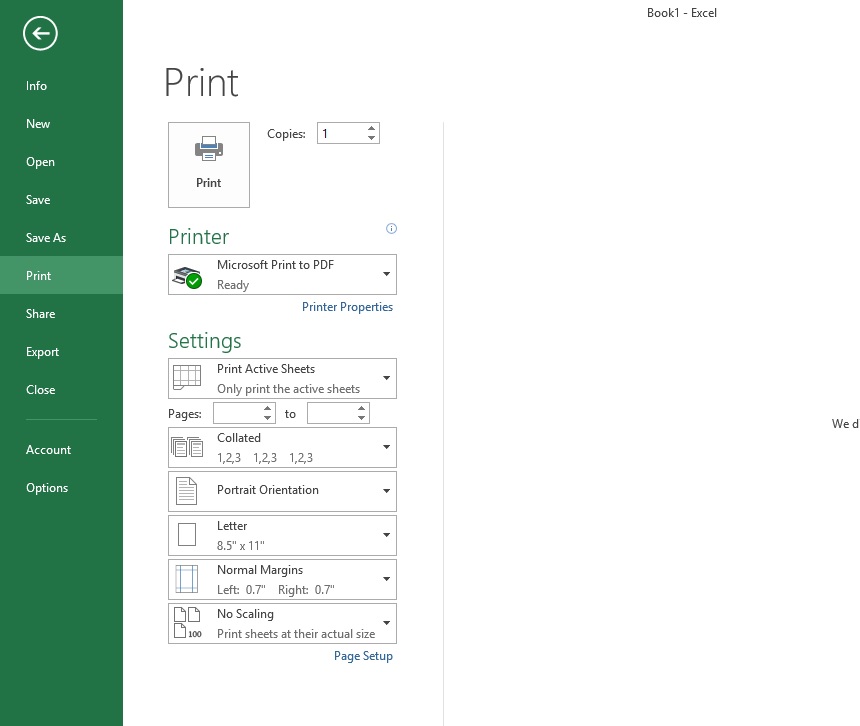 Book1 - Excel
Info
New
Open
Save
Save As
Print
Share
Export
Close
Account
Options
Print
Print
Copies: 1
Printer
Microsoft Print to PDF
Ready
Printer Properties
Settings
Print Active Sheets
Only print the active sheets
Pages: to
Collated
1,2,3 1,2,3 1,2,3
Portrait Orientation
Letter
8.5" x 11"
Normal Margins
Left: 0.7" Right: 0.7"
No Scaling
100
Print sheets at their actual size
Page Setup
We d